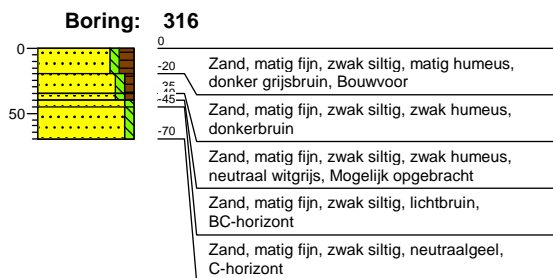 Boring: 316
0
0
Zand, matig fijn, zwak siltig, matig humeus,
donker grijsbruin, Bouwvoor
-20
Zand, matig fijn, zwak siltig, zwak humeus,
donkerbruin
-45
50
-70
Zand, matig fijn, zwak siltig, zwak humeus,
neutraal witgrijs, Mogelijk opgebracht
Zand, matig fijn, zwak siltig, lichtbruin,
BC-horizont
Zand, matig fijn, zwak siltig, neutraalgeel,
C-horizont